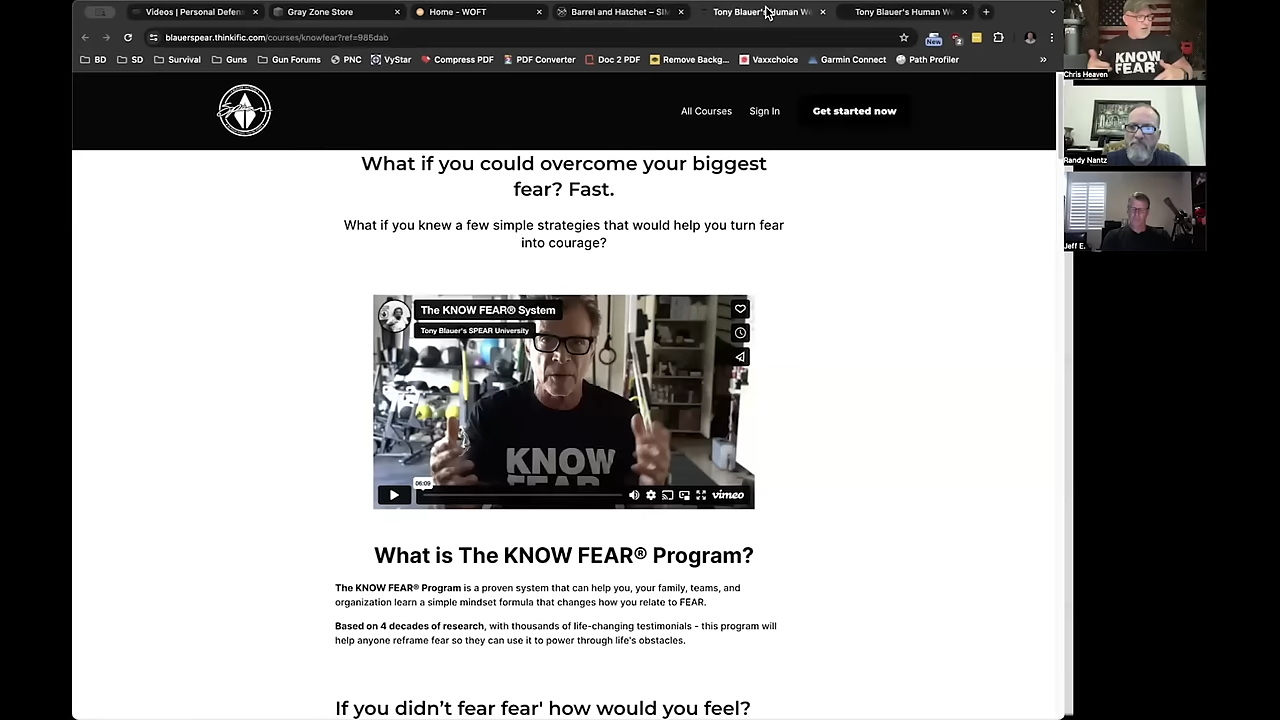 Videos | Personal Defen
Gray Zone Store
Home - WOFT
Barrel and Hatchet –
Tony Blauer's Human W
Tony Blauer's Human W
blauerspear.thinkific.com/courses/knowfear?ref=985dab
New
2
BD
SD
Survival
Guns
Gun Forums
PNC
VyStar
Compress PDF
PDF Converter
Doc 2 PDF
Remove Backg...
Vaxxchoice
Garmin Connect
Path Profiler
»
All Courses
Sign In
Get started now
What if you could overcome your biggest
fear? Fast.
What if you knew a few simple strategies that would help you turn fear
into courage?
The KNOW FEAR® System
Tony Blauer's SPEAR University
KNOW
FEAR
06:09
vimeo
What is The KNOW FEAR® Program?
The KNOW FEAR® Program is a proven system that can help you, your family, teams, and
organization learn a simple mindset formula that changes how you relate to FEAR.
Based on 4 decades of research, with thousands of life-changing testimonials - this program will
help anyone reframe fear so they can use it to power through life's obstacles.
If you didn’t fear fear' how would you feel?
KNOW
FEAR
Chris Heaven
Randy Nantz
Jeff E.